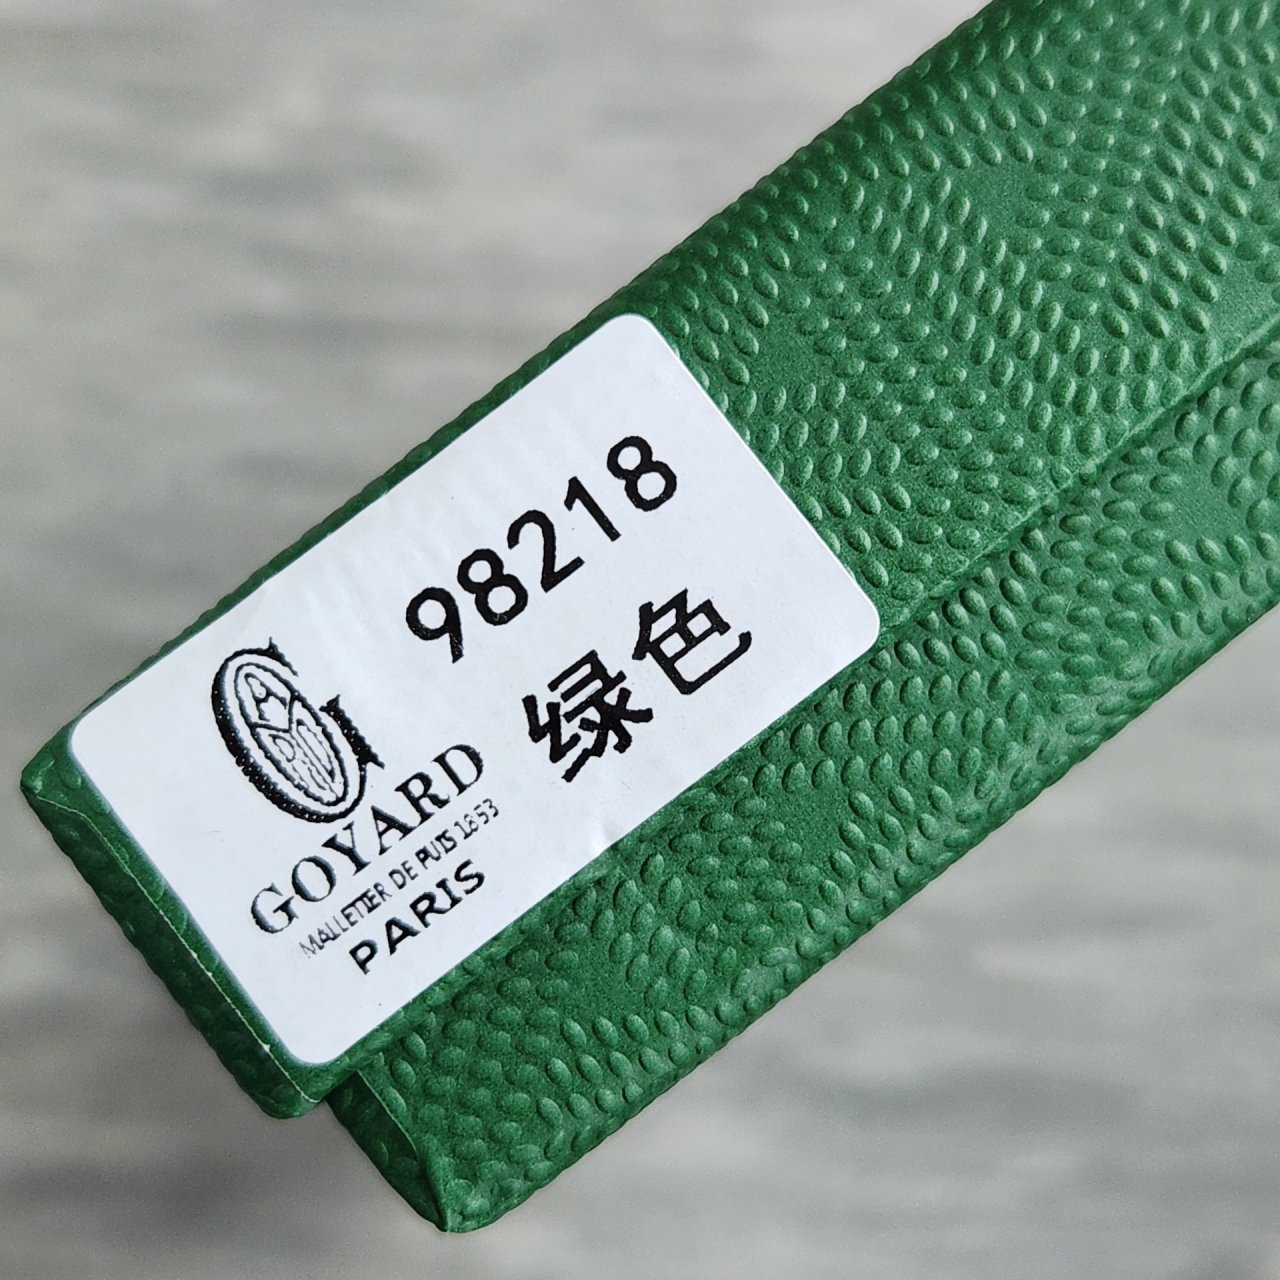 98218
绿色
GOYARD
MALLETIER DE PUIS 1853
PARIS